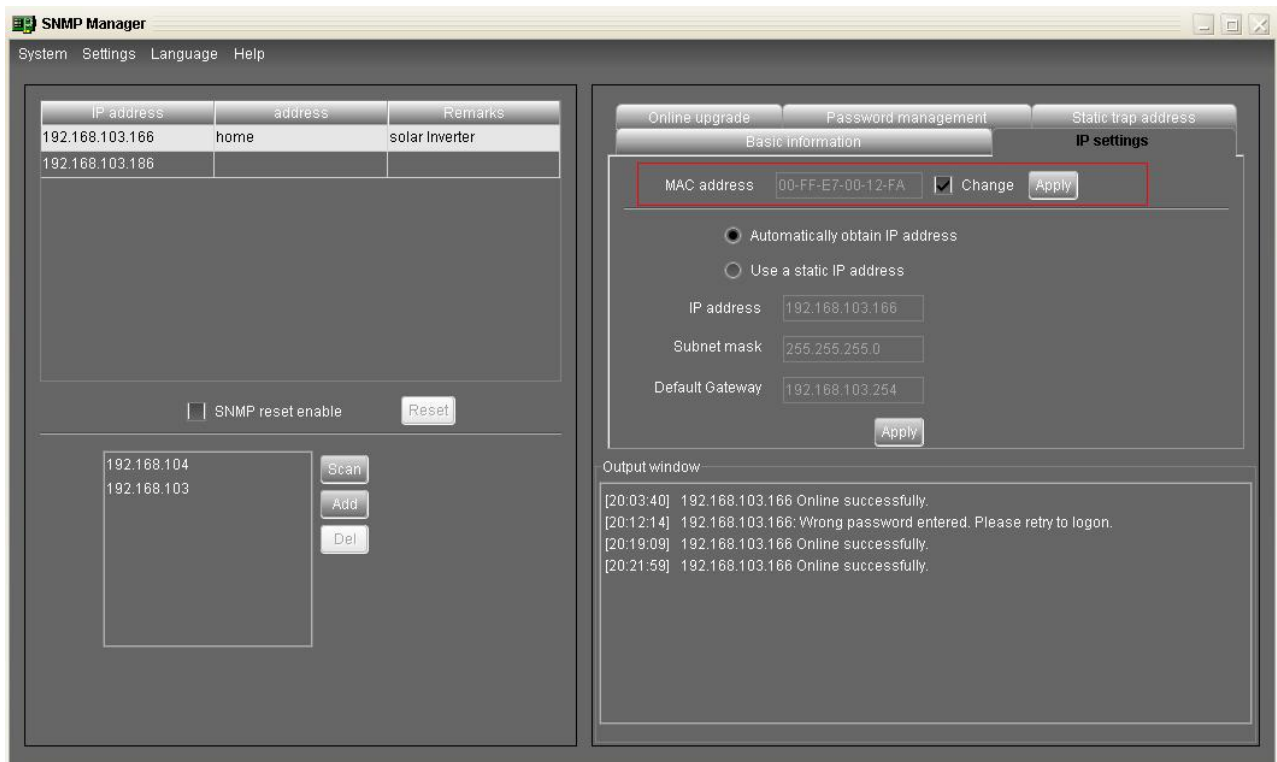 SNMP Manager
System Settings Language Help
IP address address Remarks
192.168.103.166 home solar Inverter
192.168.103.186
SNMP reset enable Reset
192.168.104
192.168.103
Scan
Add
Del
Online upgrade Password management Static trap address
Basic information IP settings
MAC address 00-FF-E7-00-12-FA Change Apply
Automatically obtain IP address
Use a static IP address
IP address 192.168.103.166
Subnet mask 255.255.255.0
Default Gateway 192.168.103.254
Apply
Output window
[20:03:40] 192.168.103.166 Online successfully.
[20:12:14] 192.168.103.166: Wrong password entered. Please retry to logon.
[20:19:09] 192.168.103.166 Online successfully.
[20:21:59] 192.168.103.166 Online successfully.